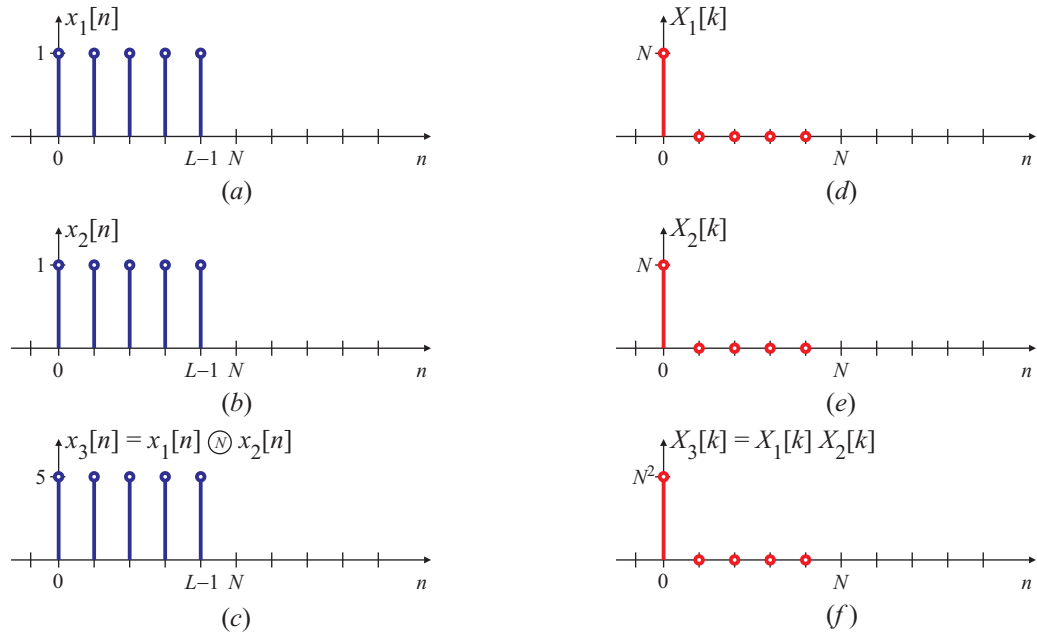 x₁[n]
1
0 L−1 N n
(a)
X₁[k]
N
0 N n
(d)
x₂[n]
1
0 L−1 N n
(b)
X₂[k]
N
0 N n
(e)
x₃[n] = x₁[n] Ⓝ x₂[n]
5
0 L−1 N n
(c)
X₃[k] = X₁[k] X₂[k]
N²
0 N n
(f)